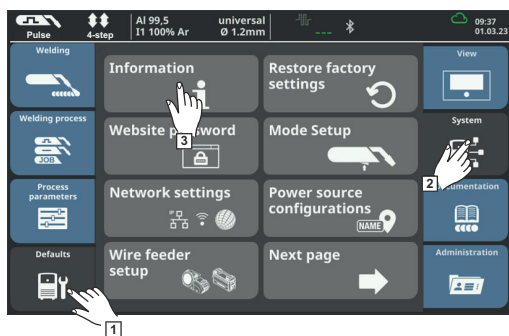 Pulse
4-step
Al 99,5 universal
I1 100% Ar Ø 1.2mm
---
09:37
01.03.23
Welding
Welding process
JOB
Process
parameters
Defaults
1
Information
3
Restore factory
settings
Website password
Mode Setup
Network settings
Power source
configurations
NAME
Wire feeder
setup
Next page
View
System
2
Documentation
Administration